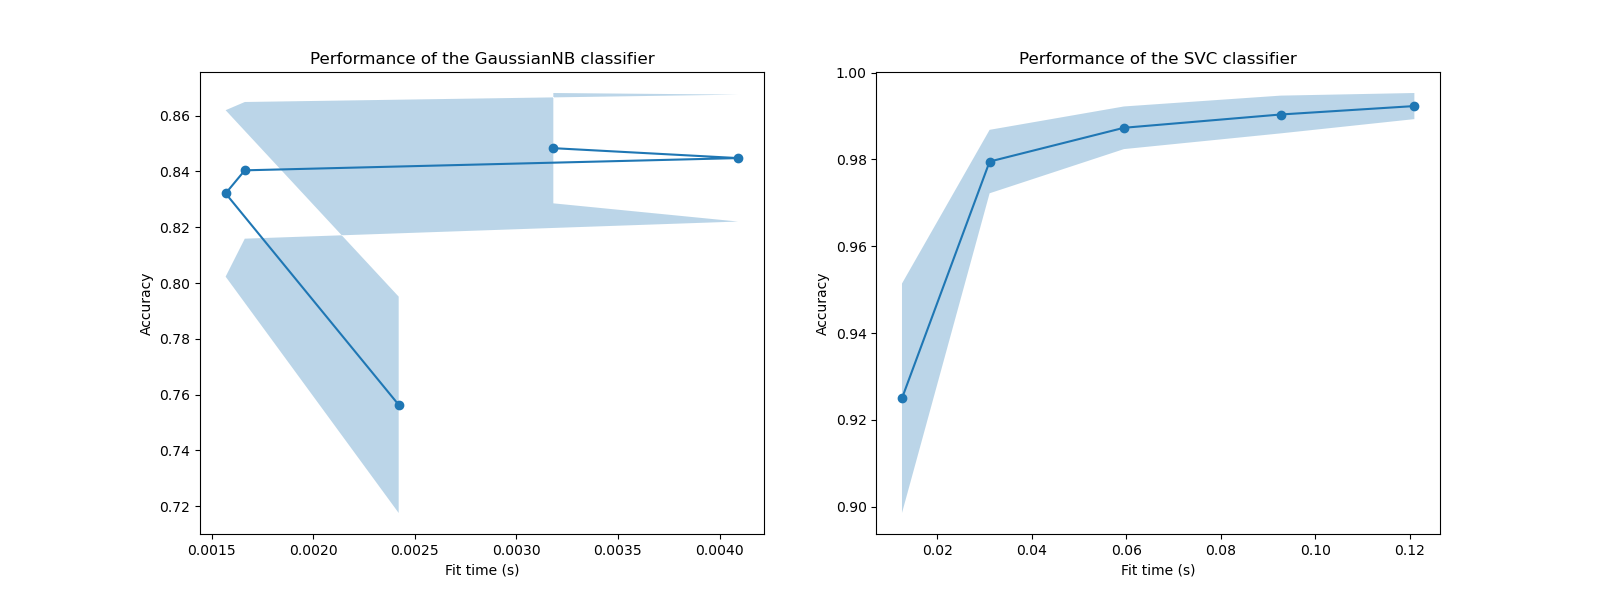 Performance of the GaussianNB classifier
Accuracy
0.86
0.84
0.82
0.80
0.78
0.76
0.74
0.72
0.0015 0.0020 0.0025 0.0030 0.0035 0.0040
Fit time (s)
Performance of the SVC classifier
Accuracy
1.00
0.98
0.96
0.94
0.92
0.90
0.02 0.04 0.06 0.08 0.10 0.12
Fit time (s)